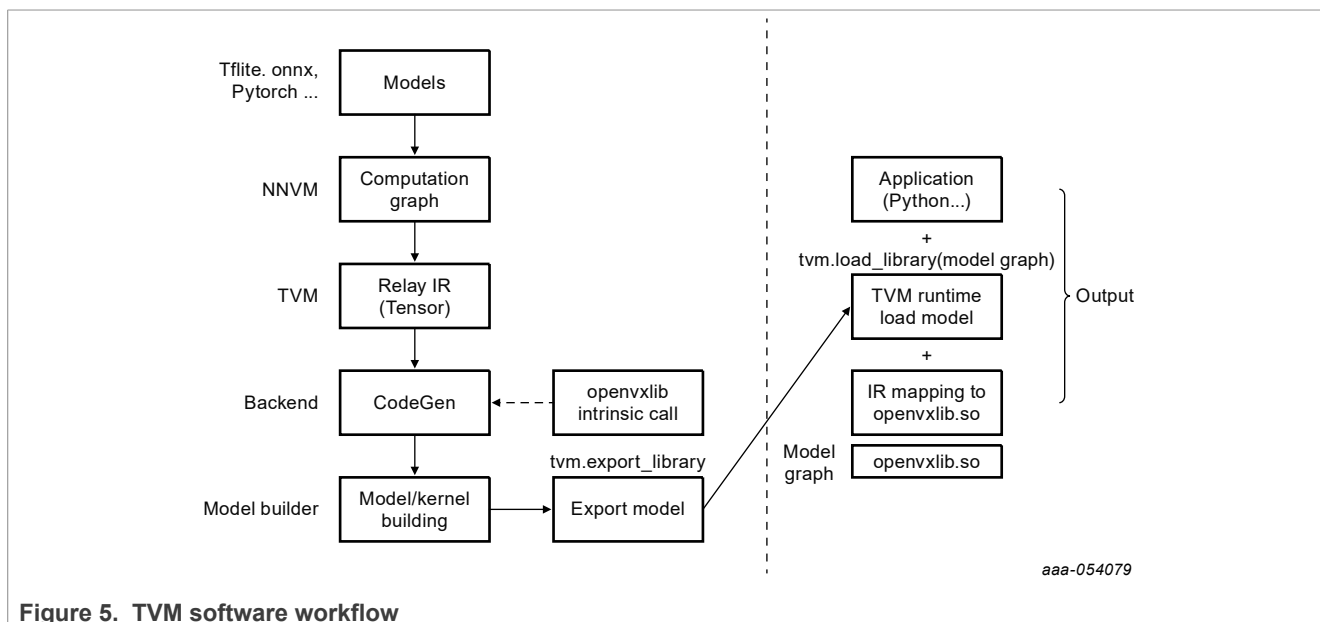 Tflite. onnx,
Pytorch ...
Models
NNVM
Computation
graph
TVM
Relay IR
(Tensor)
Backend
CodeGen
openvxlib
intrinsic call
tvm.export_library
Model builder
Model/kernel
building
Export model
Application
(Python...)
+
tvm.load_library(model graph)
TVM runtime
load model
+
IR mapping to
openvxlib.so
Model
graph
openvxlib.so
Output
aaa-054079
Figure 5. TVM software workflow